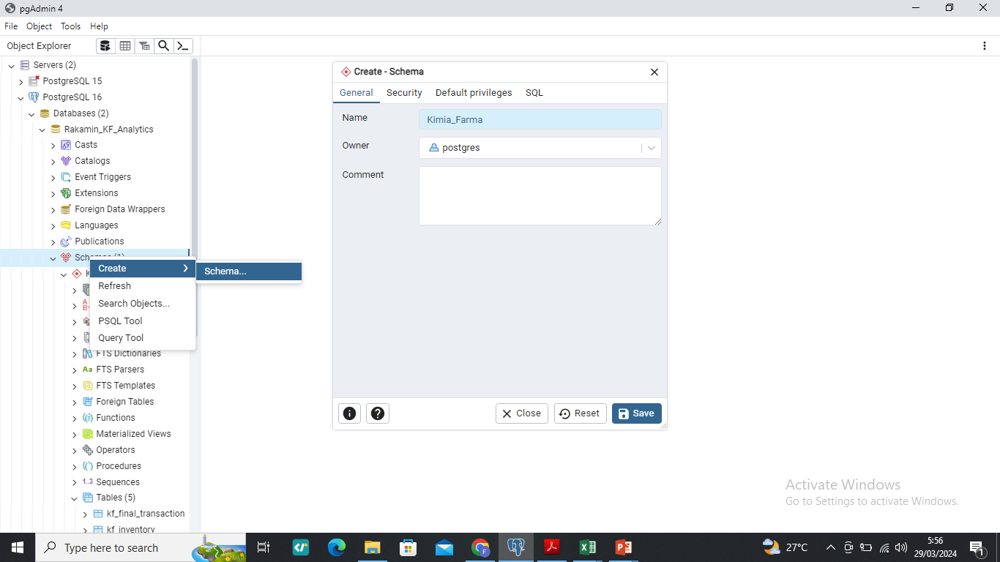 pgAdmin 4
File Object Tools Help
Object Explorer
Servers (2)
PostgreSQL 15
PostgreSQL 16
Databases (2)
Rakamin_KF_Analytics
Casts
Catalogs
Event Triggers
Extensions
Foreign Data Wrappers
Languages
Publications
Schemas (1)
Create
Schema...
Refresh
Search Objects...
PSQL Tool
Query Tool
FTS Dictionaries
Aa FTS Parsers
FTS Templates
Foreign Tables
Functions
Materialized Views
Operators
Procedures
1..3 Sequences
Tables (5)
kf_final_transaction
kf_inventory
Create - Schema
General Security Default privileges SQL
Name Kimia_Farma
Owner postgres
Comment
Close Reset Save
Activate Windows
Go to Settings to activate Windows.
Type here to search
27°C
5:56
29/03/2024
1